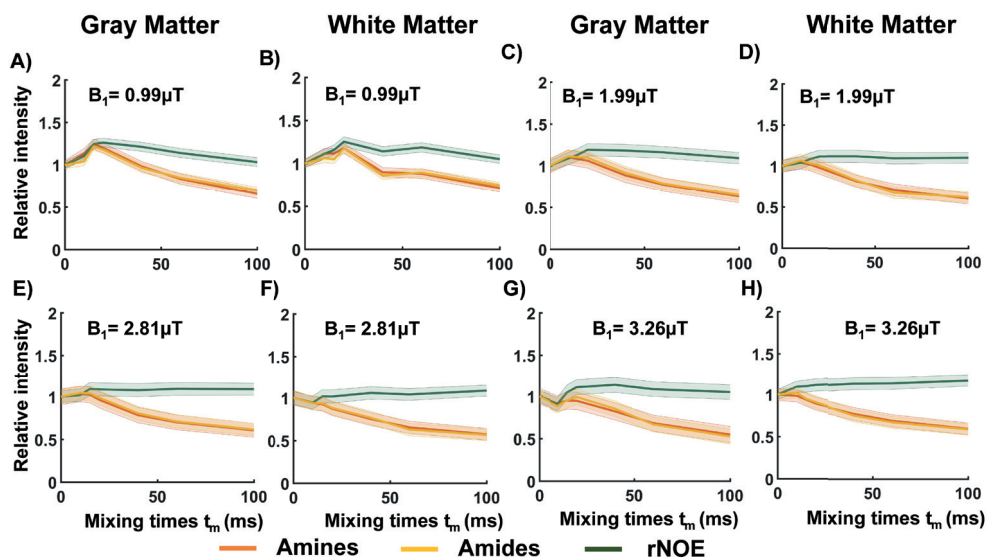 Gray Matter White Matter Gray Matter White Matter
A) B) C) D)
Relative intensity
B1= 0.99μT B1= 0.99μT B1= 1.99μT B1= 1.99μT
2 2 2 2
1.5 1.5 1.5 1.5
1 1 1 1
0.5 0.5 0.5 0.5
0 0 0 0
0 50 100 0 50 100 0 50 100 0 50 100
E) F) G) H)
Relative intensity
B1= 2.81μT B1= 2.81μT B1= 3.26μT B1= 3.26μT
2 2 2 2
1.5 1.5 1.5 1.5
1 1 1 1
0.5 0.5 0.5 0.5
0 0 0 0
0 50 100 0 50 100 0 50 100 0 50 100
Mixing times tm (ms) Mixing times tm (ms) Mixing times tm (ms) Mixing times tm (ms)
Amines Amides rNOE